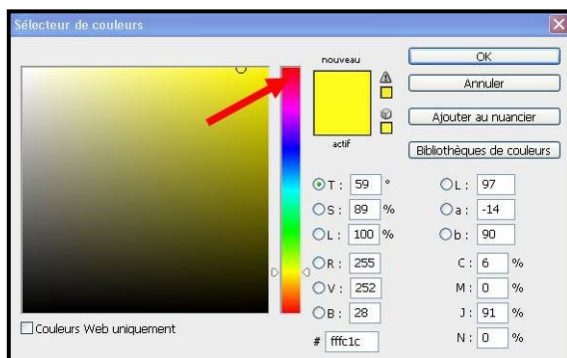 Sélecteur de couleurs
nouveau
actif
OK
Annuler
Ajouter au nuancier
Bibliothèques de couleurs
T : 59 °
S : 89 %
L : 100 %
R : 255
V : 252
B : 28
# fffc1c
L : 97
a : -14
b : 90
C : 6 %
M : 0 %
J : 91 %
N : 0 %
Couleurs Web uniquement